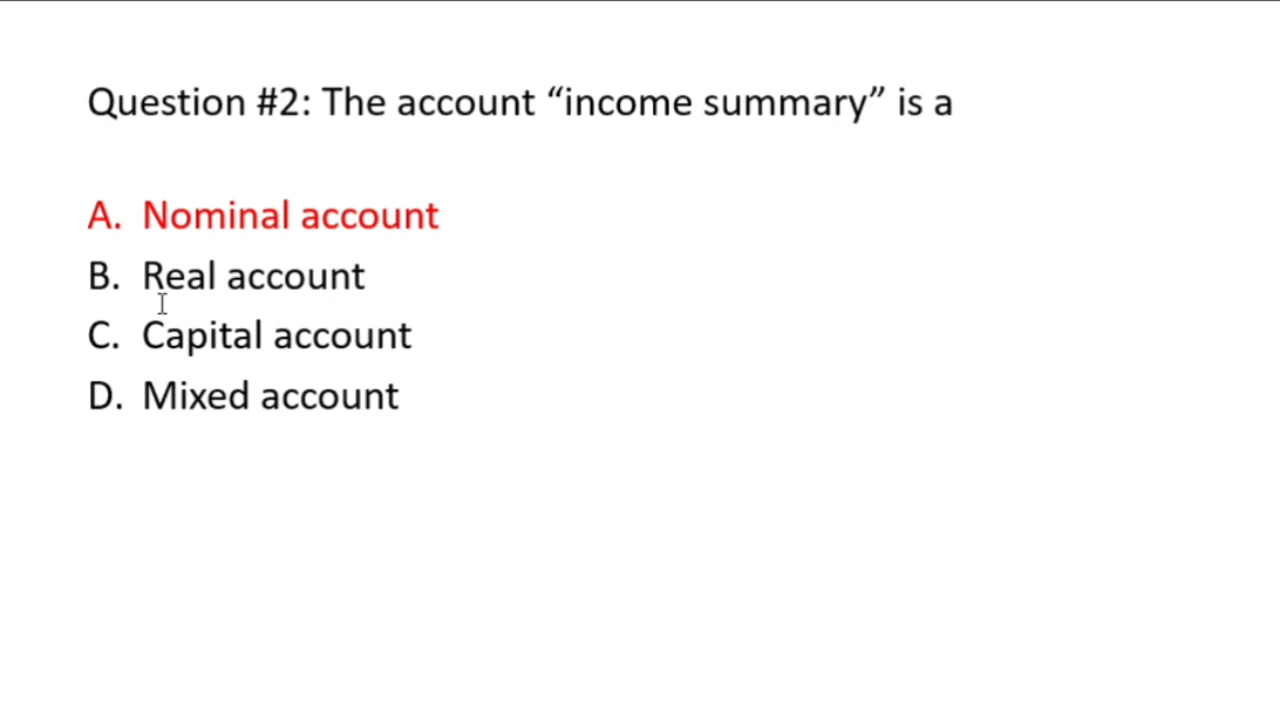 Question #2: The account “income summary” is a
A. Nominal account
B. Real account
C. Capital account
D. Mixed account